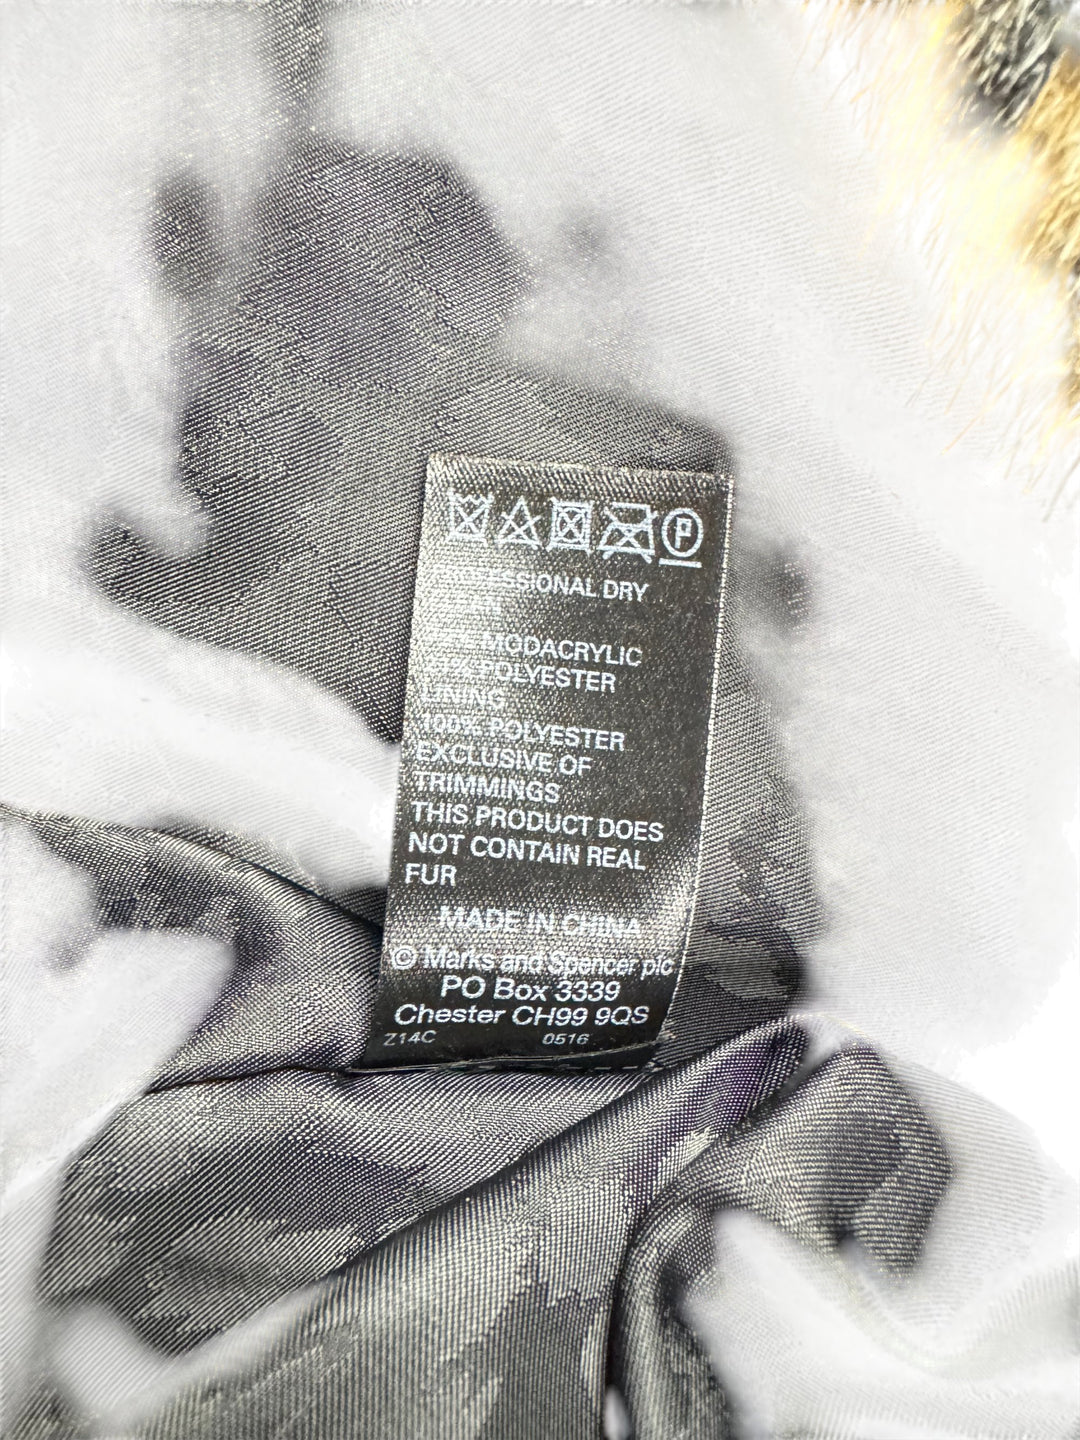 P
DRY
MODACRYLIC
POLYESTER
LINING
100% POLYESTER
EXCLUSIVE OF
TRIMMINGS
THIS PRODUCT DOES
NOT CONTAIN REAL
FUR
MADE IN CHINA
© Marks and Spencer plc
PO Box 3339
Chester CH99 9QS
Z14C 0516